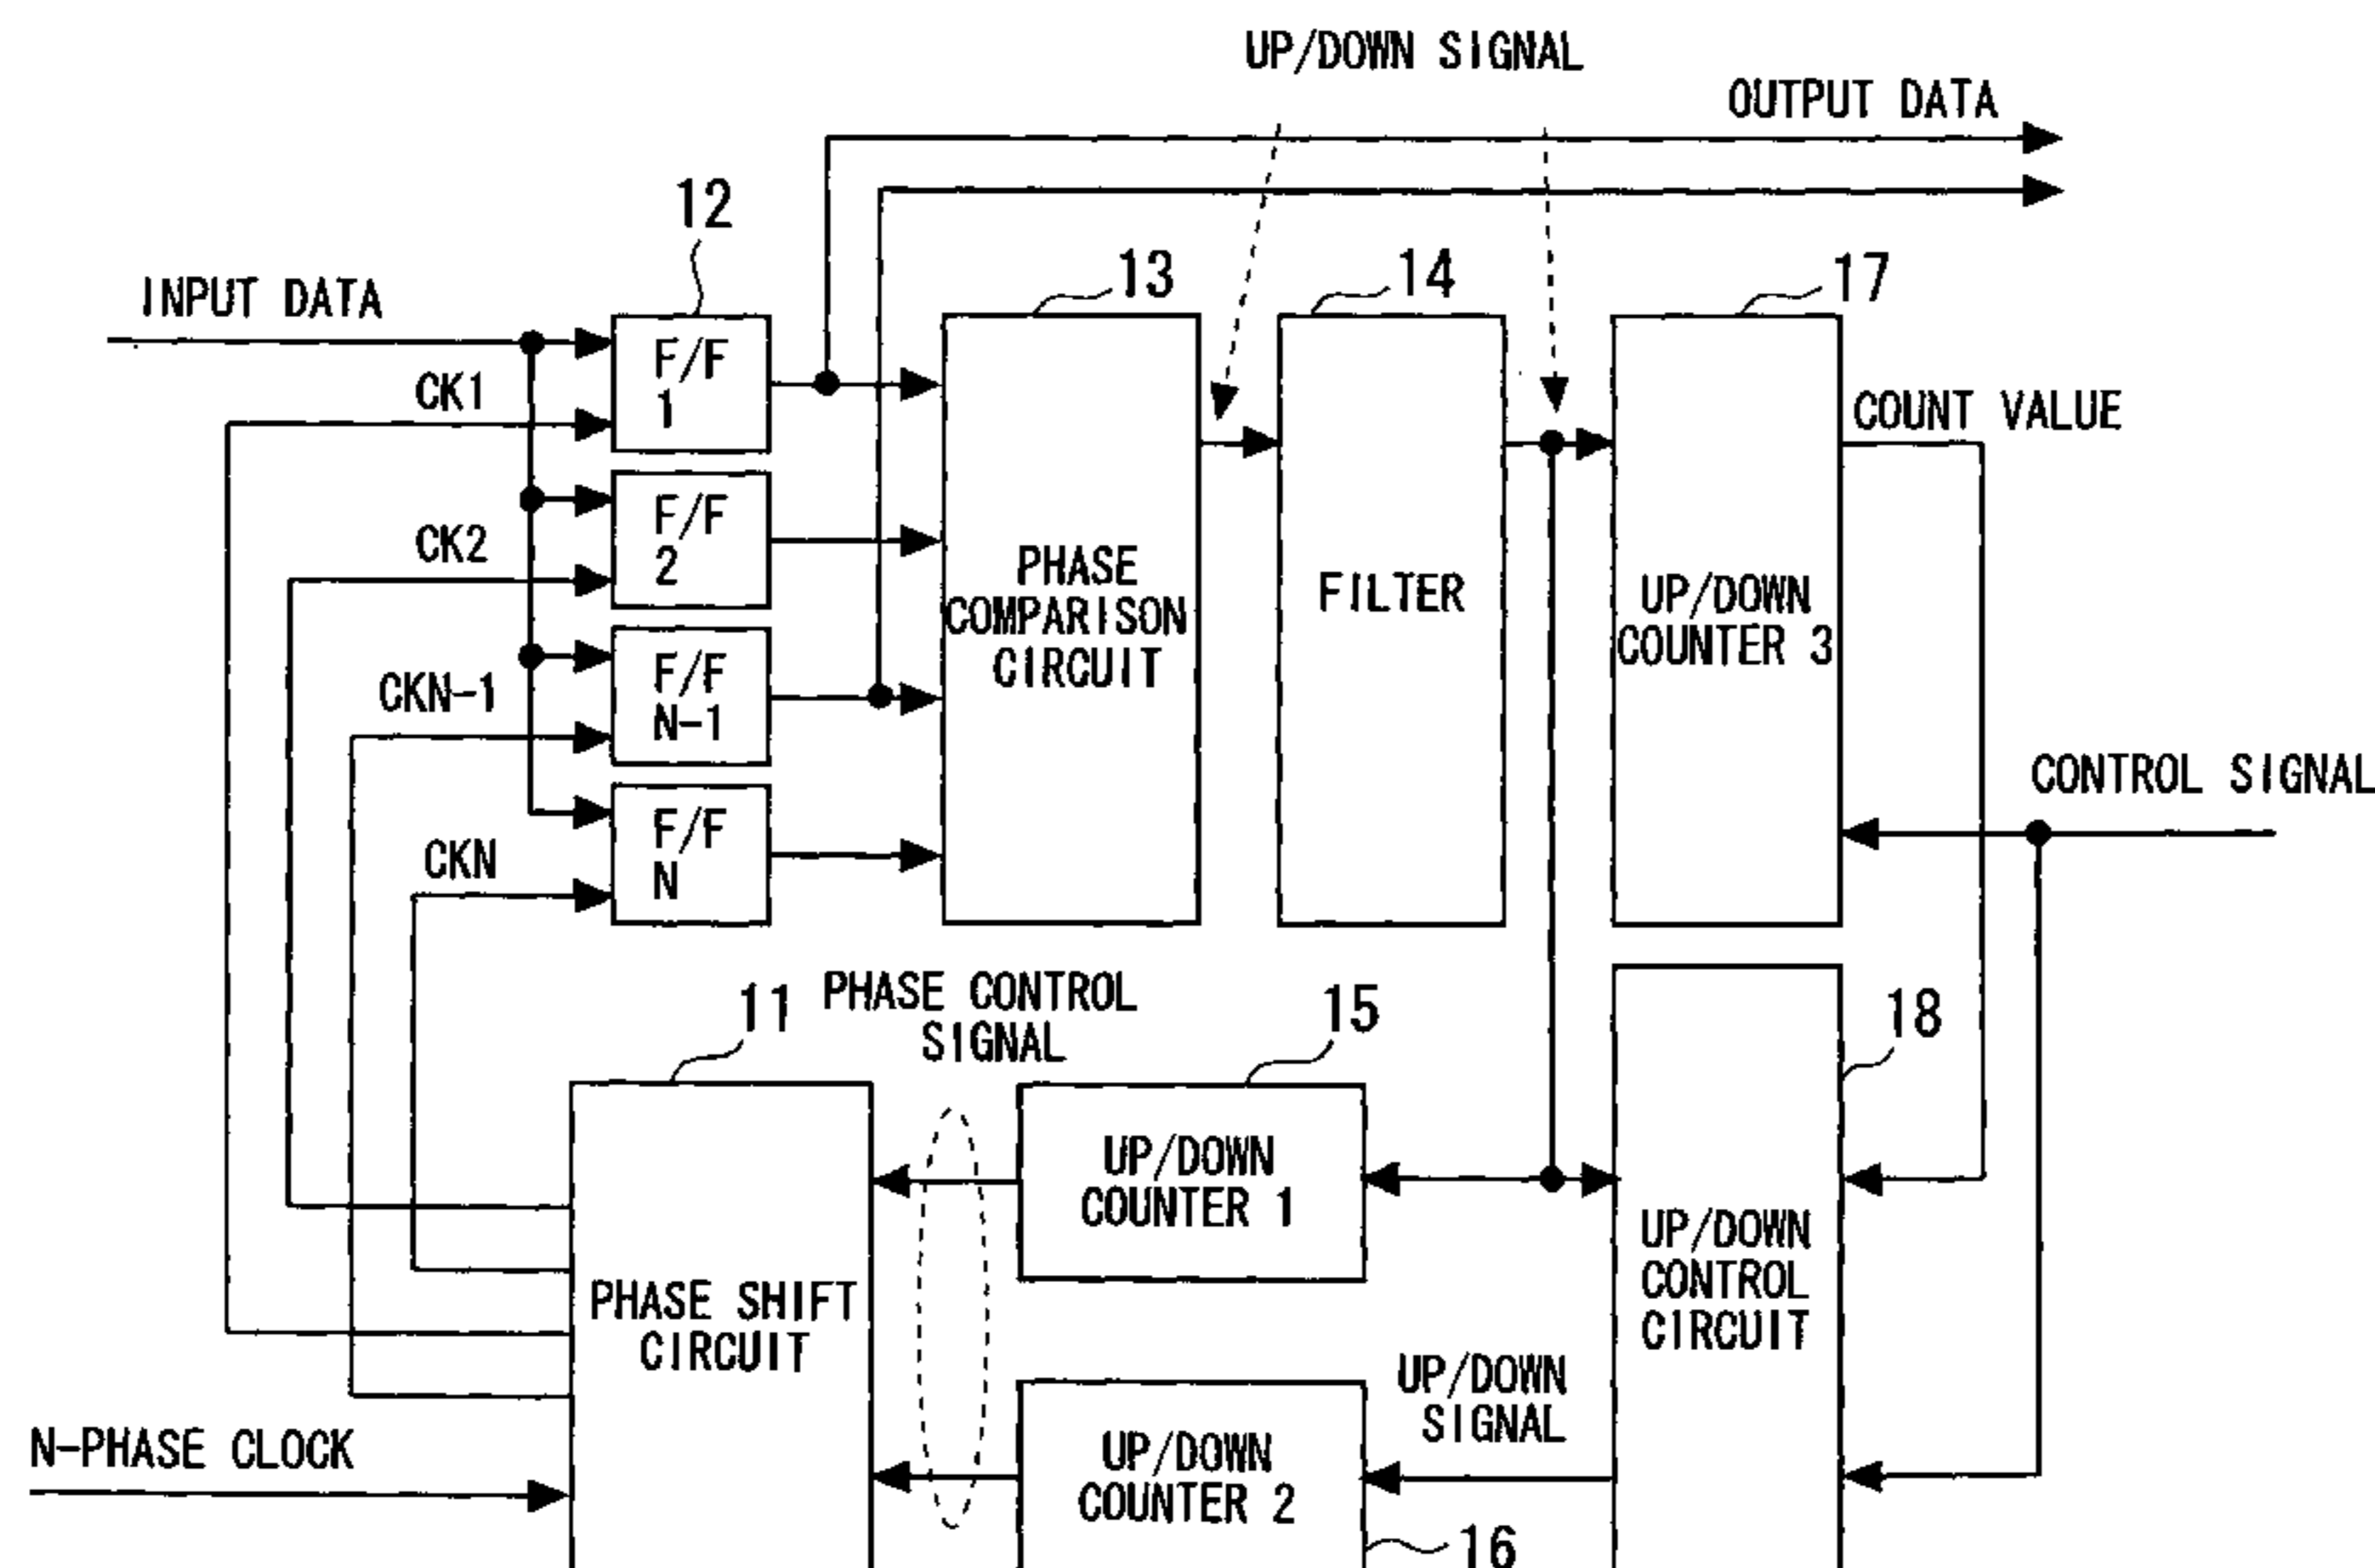 UP/DOWN SIGNAL
OUTPUT DATA
12
INPUT DATA
13
14
17
F/F
1
CK1
COUNT VALUE
F/F
2
CK2
PHASE
COMPARISON
CIRCUIT
FILTER
UP/DOWN
COUNTER 3
F/F
N-1
CKN-1
CONTROL SIGNAL
F/F
N
CKN
11
PHASE CONTROL
SIGNAL
15
18
UP/DOWN
COUNTER 1
UP/DOWN
CONTROL
CIRCUIT
PHASE SHIFT
CIRCUIT
UP/DOWN
SIGNAL
N-PHASE CLOCK
UP/DOWN
COUNTER 2
16